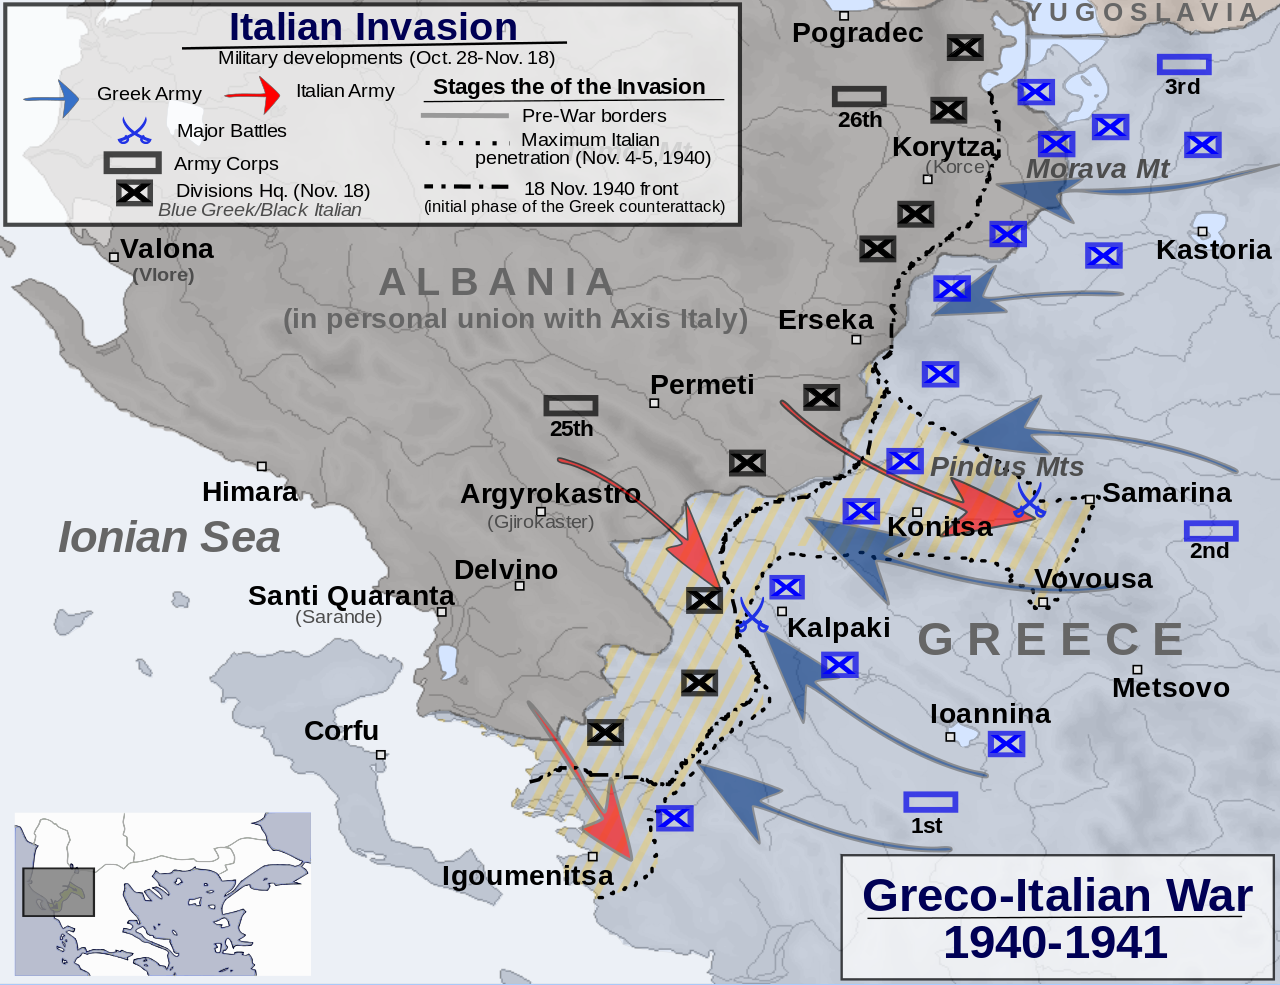 Italian Invasion
Military developments (Oct. 28-Nov. 18)
Greek Army
Italian Army
Major Battles
Army Corps
Divisions Hq. (Nov. 18)
Blue Greek/Black Italian
Stages the of the Invasion
Pre-War borders
Maximum Italian
penetration (Nov. 4-5, 1940)
18 Nov. 1940 front
(initial phase of the Greek counterattack)
YUGOSLAVIA
Pogradec
3rd
26th
Korytza
(Korce)
Morava Mt
Kastoria
Valona
(Vlore)
ALBANIA
(in personal union with Axis Italy)
Erseka
Permeti
25th
Pindus Mts
Himara
Argyrokastro
(Gjirokaster)
Samarina
Konitsa
Ionian Sea
2nd
Delvino
Vovousa
Santi Quaranta
(Sarande)
Kalpaki
GREECE
Metsovo
Ioannina
Corfu
1st
Igoumenitsa
Greco-Italian War
1940-1941